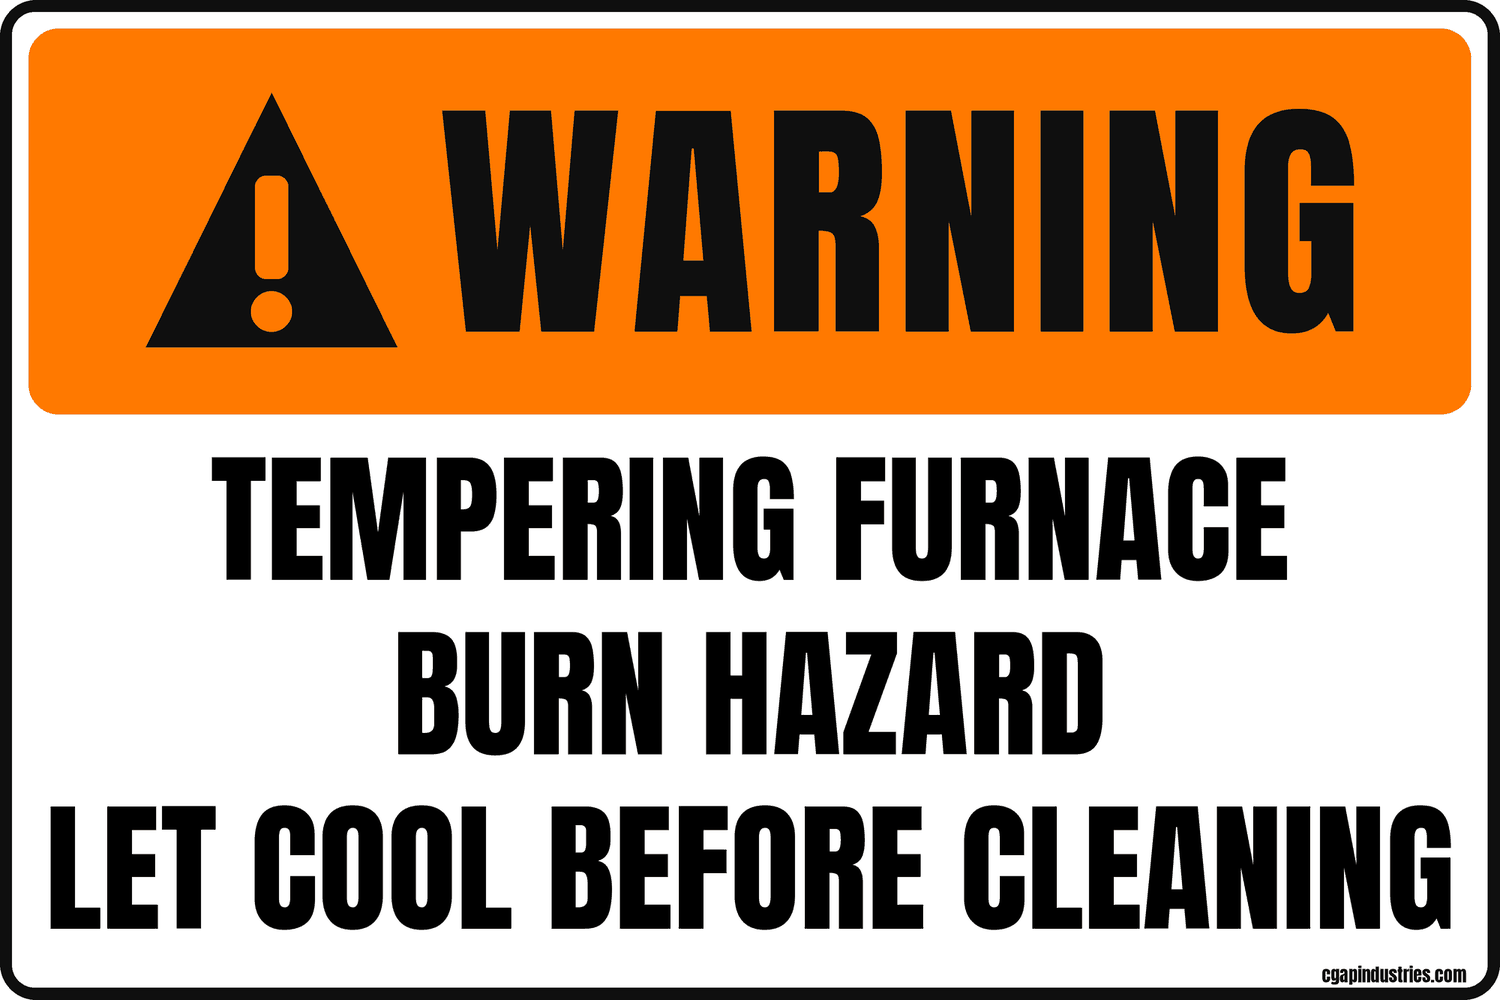 WARNING
TEMPERING FURNACE
BURN HAZARD
LET COOL BEFORE CLEANING
cgapindustries.com